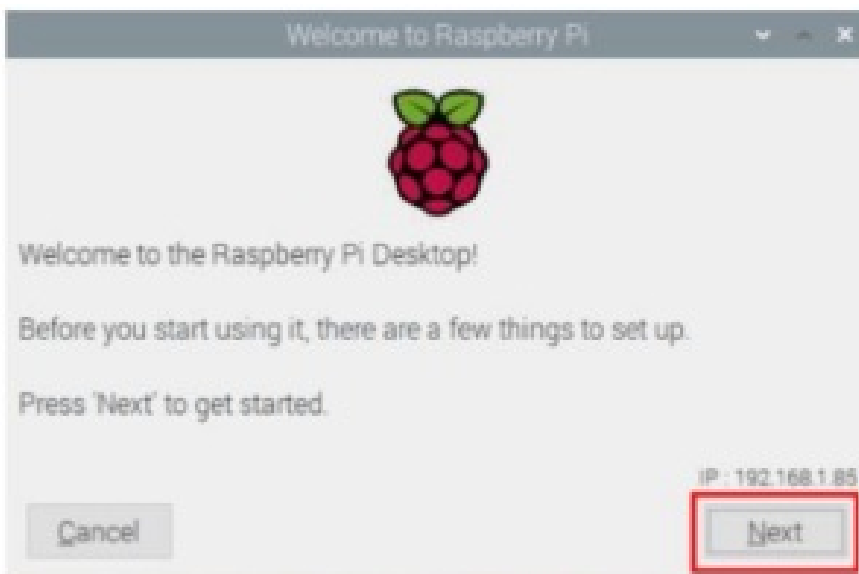 Welcome to Raspberry Pi
Welcome to the Raspberry Pi Desktop!
Before you start using it, there are a few things to set up.
Press 'Next' to get started.
IP : 192.168.1.85
Cancel
Next